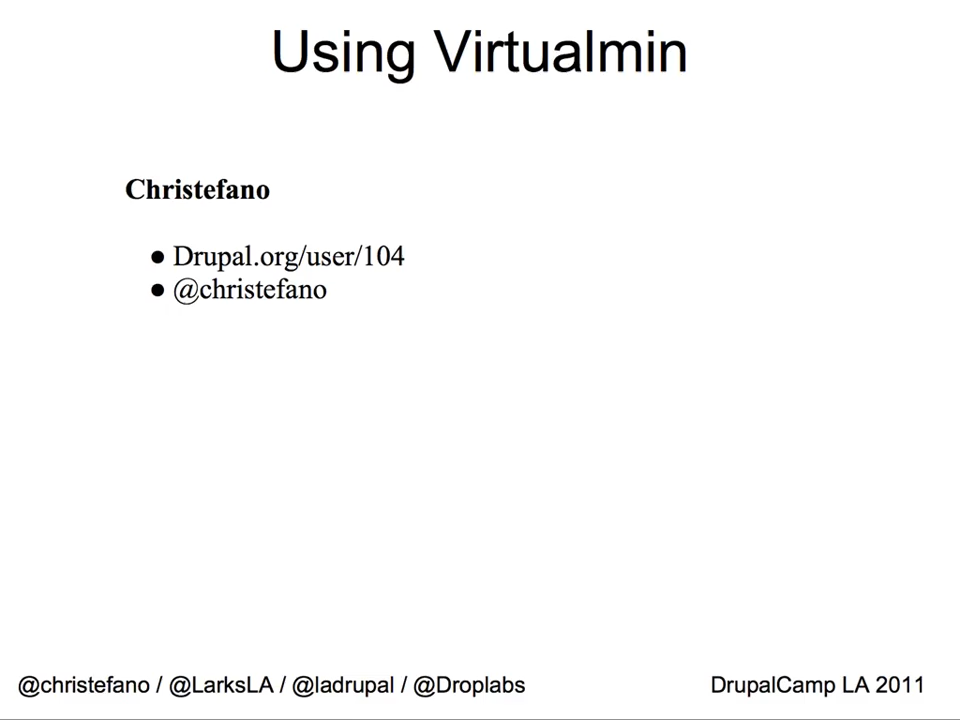 Using Virtualmin
Christefano
● Drupal.org/user/104
● @christefano
@christefano / @LarksLA / @ladrupal / @Droplabs
DrupalCamp LA 2011